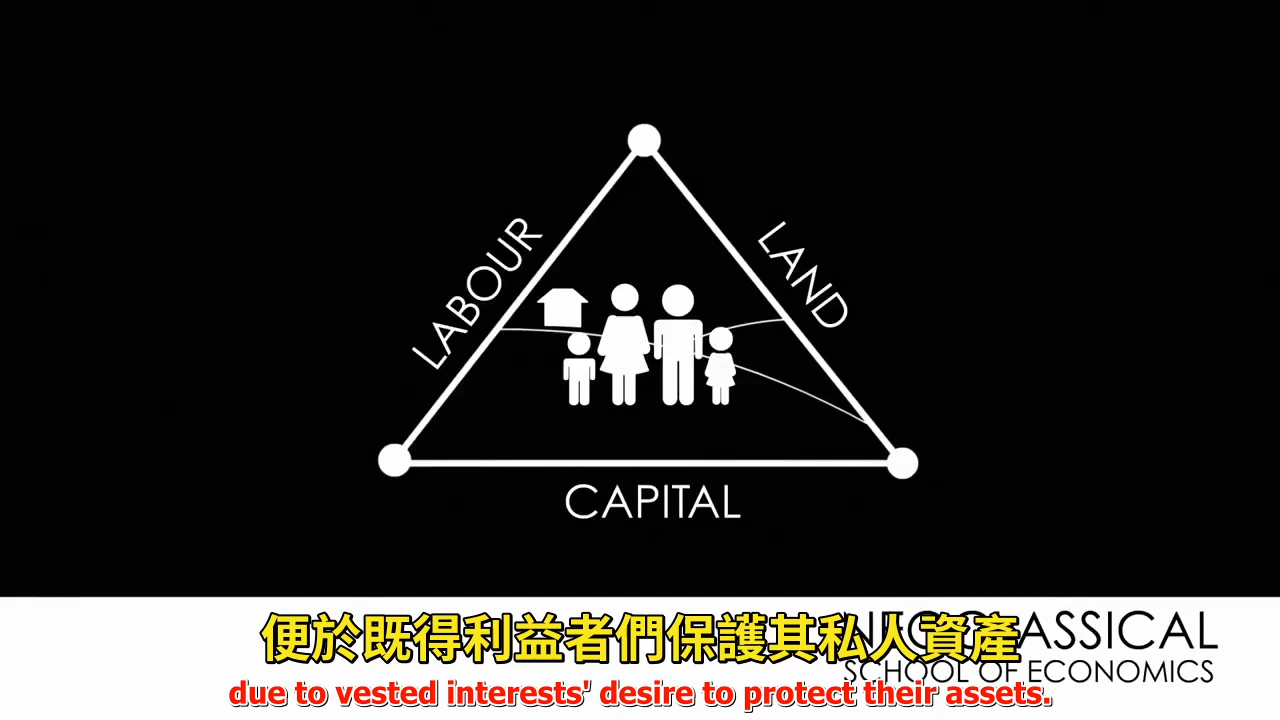 LABOUR
LAND
CAPITAL
NEOCLASSICAL
SCHOOL OF ECONOMICS
便於既得利益者們保護其私人資產
due to vested interests' desire to protect their assets.